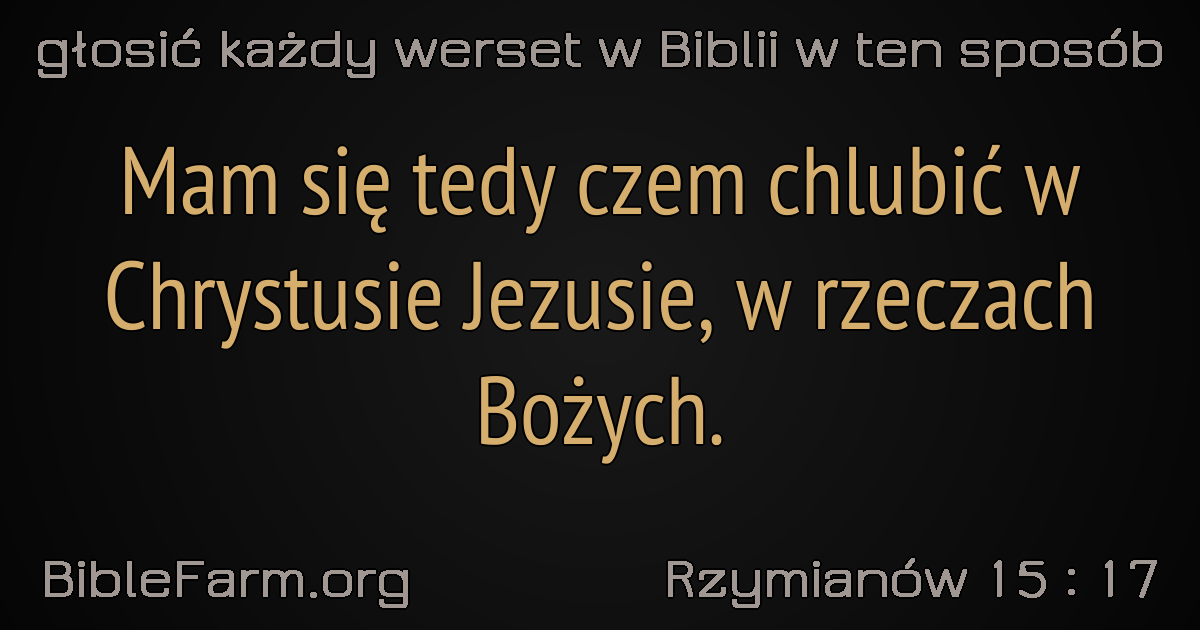 głosić każdy werset w Biblii w ten sposób
Mam się tedy czem chlubić w
Chrystusie Jezusie, w rzeczach
Bożych.
BibleFarm.org
Rzymianów 15 : 17